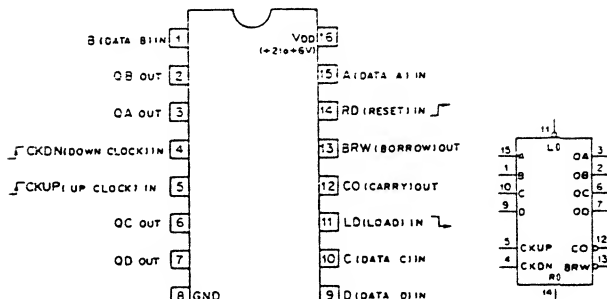 B (DATA B) IN 1
QB OUT 2
QA OUT 3
CKDN(DOWN CLOCK) IN 4
CKUP( UP CLOCK) IN 5
QC OUT 6
QD OUT 7
8 GND
VDD 16
(+2 to +6V)
15 A (DATA A) IN
14 RD (RESET) IN
13 BRW (BORROW) OUT
12 CO (CARRY) OUT
11 LD (LOAD) IN
10 C (DATA C) IN
9 D (DATA D) IN
11
LD
15 A QA 3
1 B QB 2
10 C QC 6
9 D QD 7
5 CKUP CO 12
4 CKDN BRW 13
RD
14